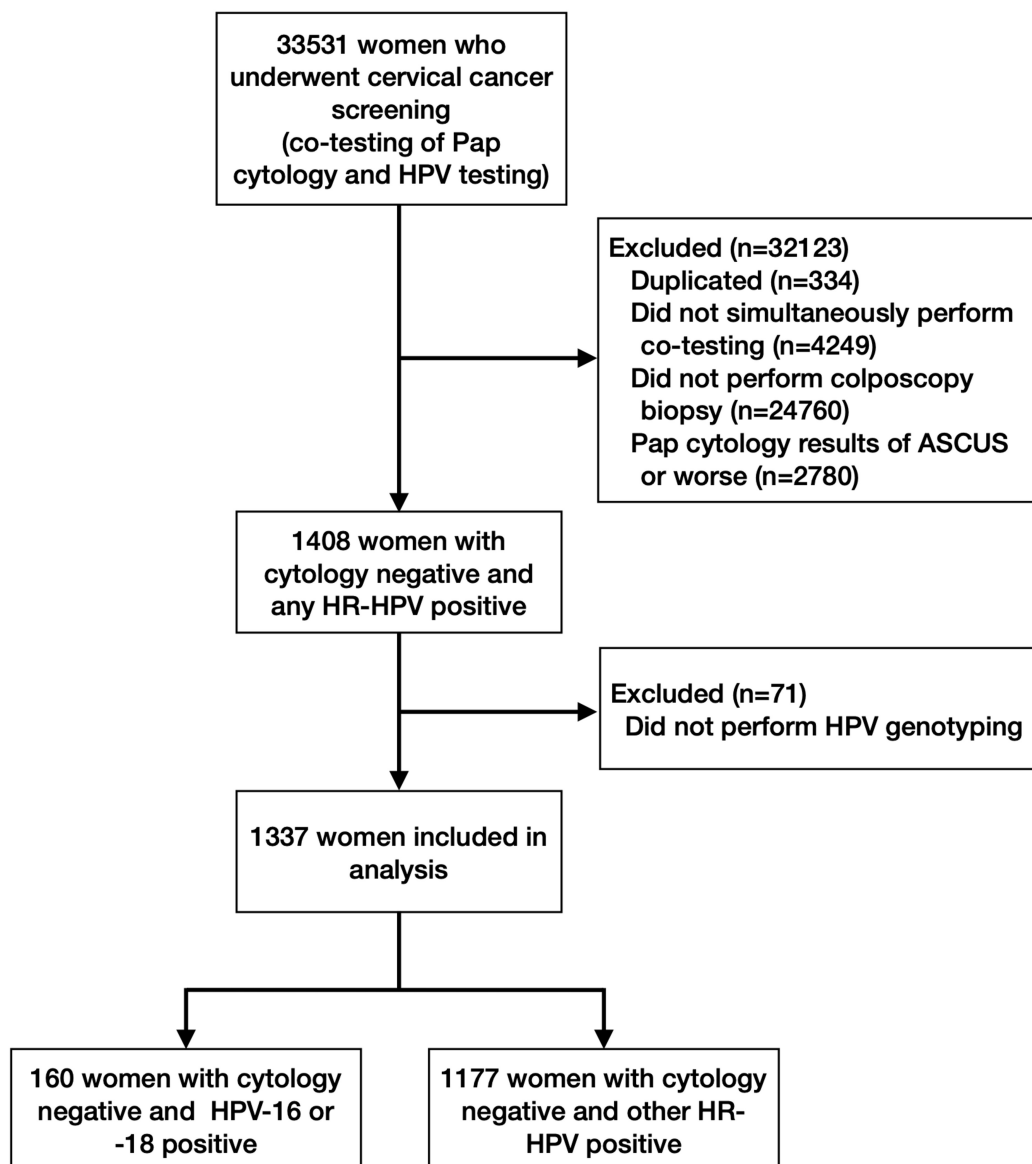 33531 women who
underwent cervical cancer
screening
(co-testing of Pap
cytology and HPV testing)
Excluded (n=32123)
Duplicated (n=334)
Did not simultaneously perform
co-testing (n=4249)
Did not perform colposcopy
biopsy (n=24760)
Pap cytology results of ASCUS
or worse (n=2780)
1408 women with
cytology negative and
any HR-HPV positive
Excluded (n=71)
Did not perform HPV genotyping
1337 women included in
analysis
160 women with cytology
negative and HPV-16 or
-18 positive
1177 women with cytology
negative and other HR-
HPV positive